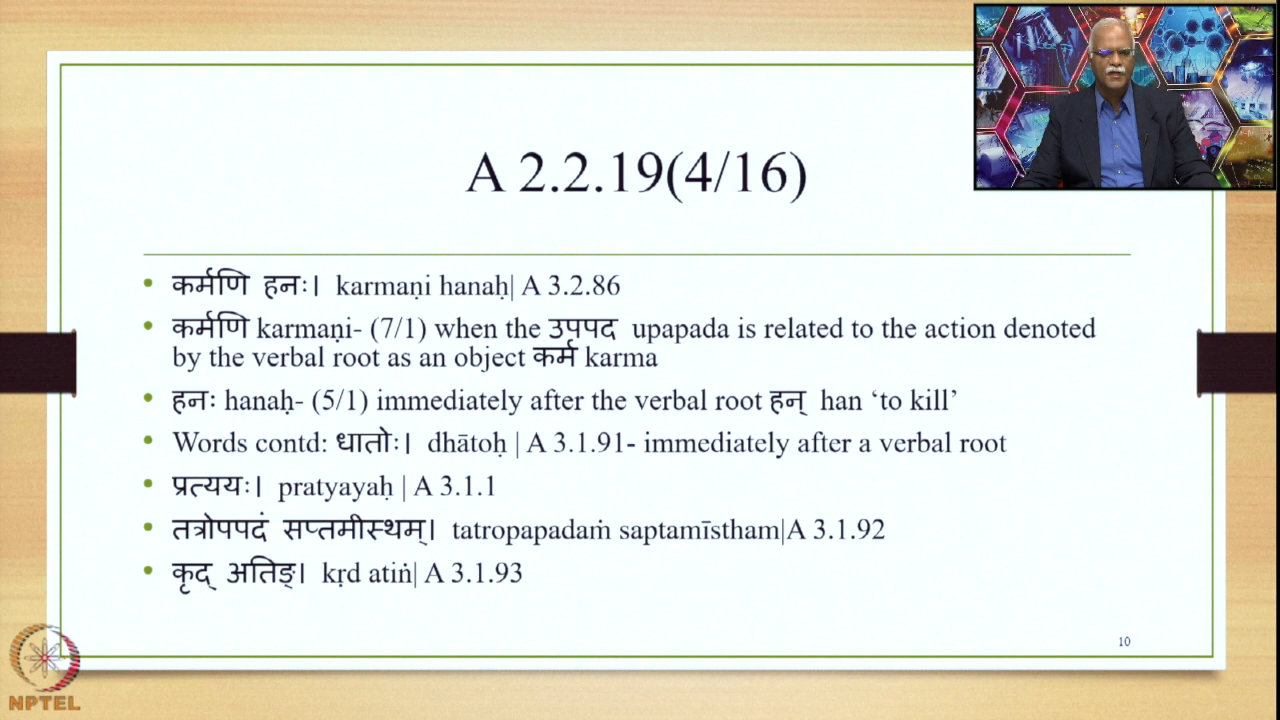 A 2.2.19(4/16)
• कर्मणि हनः। karmaṇi hanaḥ| A 3.2.86
• कर्मणि karmaṇi- (7/1) when the उपपद upapada is related to the action denoted
by the verbal root as an object कर्म karma
• हनः hanaḥ- (5/1) immediately after the verbal root हन् han ‘to kill’
• Words contd: धातोः। dhātoḥ | A 3.1.91- immediately after a verbal root
• प्रत्ययः। pratyayaḥ | A 3.1.1
• तत्रोपपदं सप्तमीस्थम्। tatropapadaṁ saptamīstham|A 3.1.92
• कृद् अतिङ्। kṛd atiṅ| A 3.1.93
10
NPTEL